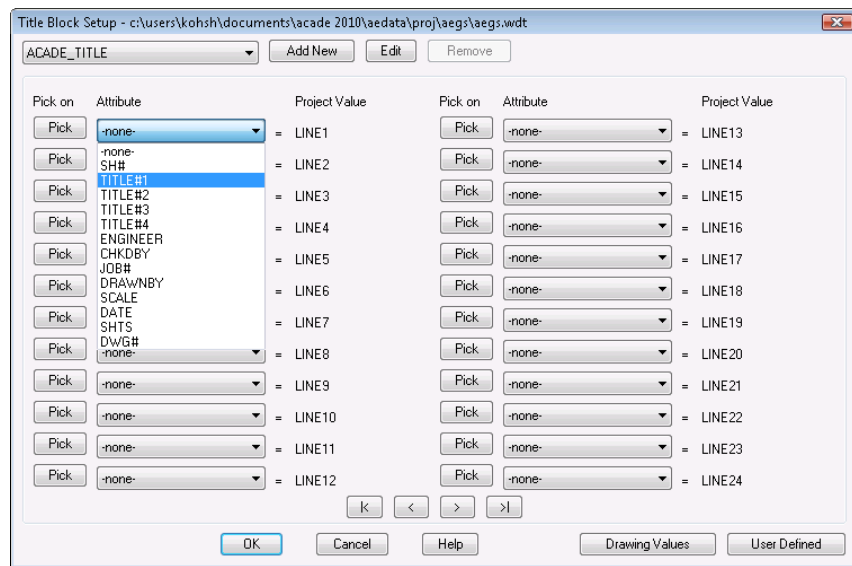 Title Block Setup - c:\users\kohsh\documents\acade 2010\aedata\proj\aegs\aegs.wdt
ACADE_TITLE Add New Edit Remove
Pick on Attribute Project Value Pick on Attribute Project Value
Pick -none- = LINE1 Pick -none- = LINE13
-none-
Pick SH# = LINE2 Pick -none- = LINE14
TITLE#1
Pick TITLE#2 = LINE3 Pick -none- = LINE15
TITLE#3
Pick TITLE#4 = LINE4 Pick -none- = LINE16
ENGINEER
Pick CHKDBY = LINE5 Pick -none- = LINE17
JOB#
Pick DRAWNBY = LINE6 Pick -none- = LINE18
SCALE
Pick DATE = LINE7 Pick -none- = LINE19
SHTS
DWG#
Pick -none- = LINE8 Pick -none- = LINE20
Pick -none- = LINE9 Pick -none- = LINE21
Pick -none- = LINE10 Pick -none- = LINE22
Pick -none- = LINE11 Pick -none- = LINE23
Pick -none- = LINE12 Pick -none- = LINE24
|< < > >|
OK Cancel Help Drawing Values User Defined